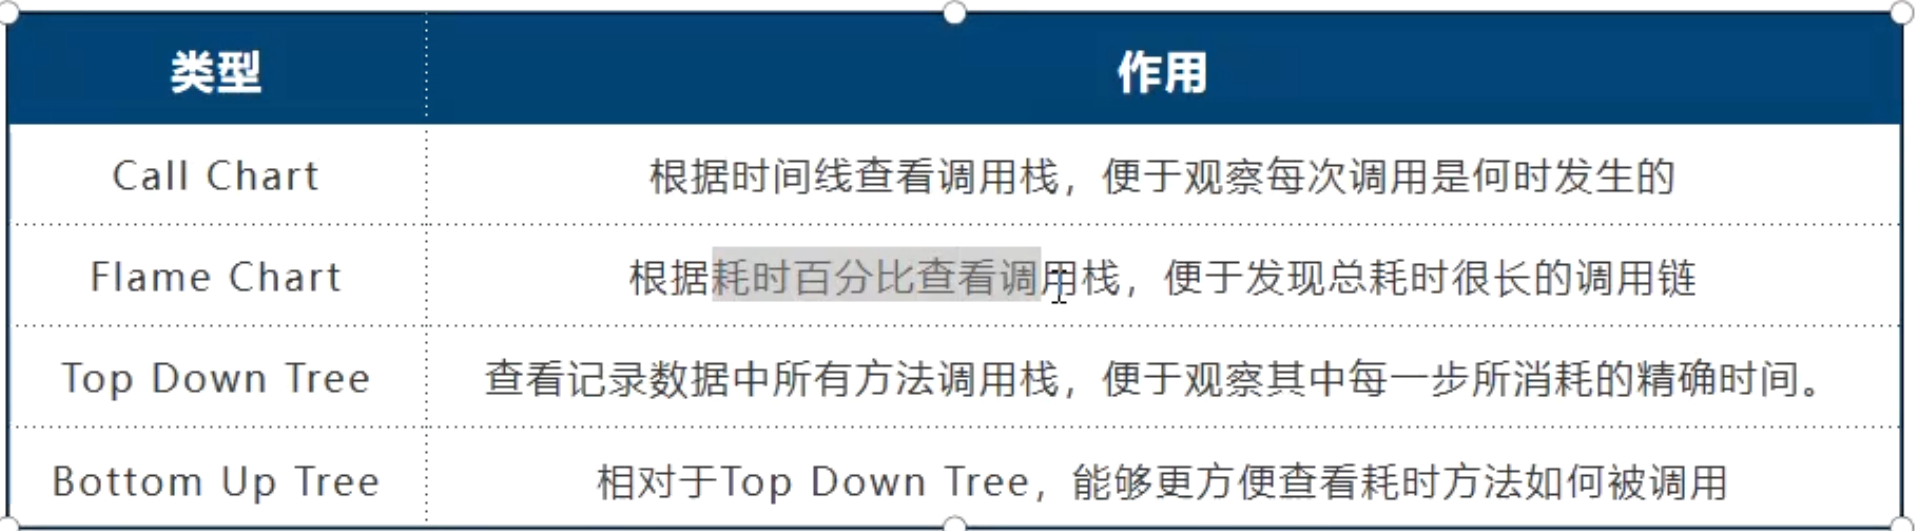 类型 作用
Call Chart 根据时间线查看调用栈，便于观察每次调用是何时发生的
Flame Chart 根据耗时百分比查看调用栈，便于发现总耗时很长的调用链
Top Down Tree 查看记录数据中所有方法调用栈，便于观察其中每一步所消耗的精确时间。
Bottom Up Tree 相对于Top Down Tree，能够更方便查看耗时方法如何被调用